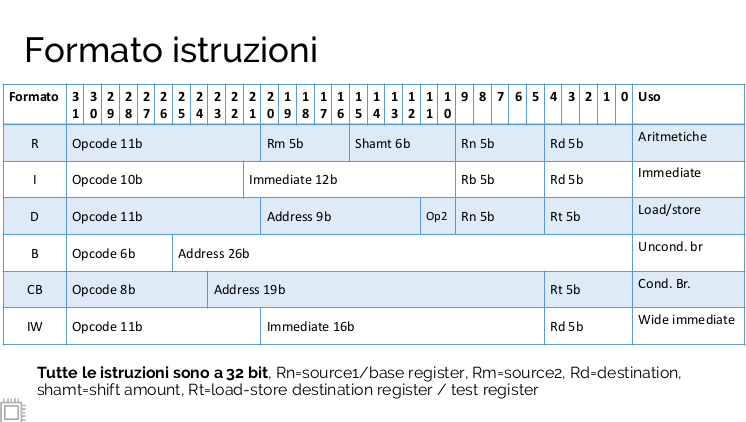 Formato istruzioni
Formato 31 30 29 28 27 26 25 24 23 22 21 20 19 18 17 16 15 14 13 12 11 10 9 8 7 6 5 4 3 2 1 0 Uso
R Opcode 11b Rm 5b Shamt 6b Rn 5b Rd 5b Aritmetiche
I Opcode 10b Immediate 12b Rb 5b Rd 5b Immediate
D Opcode 11b Address 9b Op2 Rn 5b Rt 5b Load/store
B Opcode 6b Address 26b Uncond. br
CB Opcode 8b Address 19b Rt 5b Cond. Br.
IW Opcode 11b Immediate 16b Rd 5b Wide immediate
Tutte le istruzioni sono a 32 bit, Rn=source1/base register, Rm=source2, Rd=destination,
shamt=shift amount, Rt=load-store destination register / test register